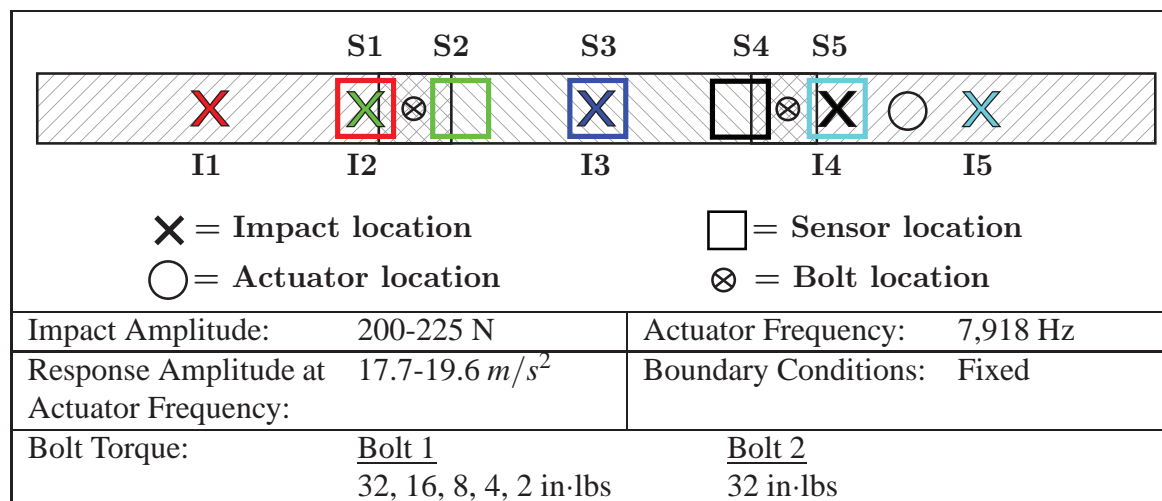 S1 S2 S3 S4 S5
I1 I2 I3 I4 I5
= Impact location = Sensor location
= Actuator location = Bolt location
Impact Amplitude: 200-225 N Actuator Frequency: 7,918 Hz
Response Amplitude at 17.7-19.6 m/s² Boundary Conditions: Fixed
Actuator Frequency:
Bolt Torque: Bolt 1 Bolt 2
32, 16, 8, 4, 2 in·lbs 32 in·lbs